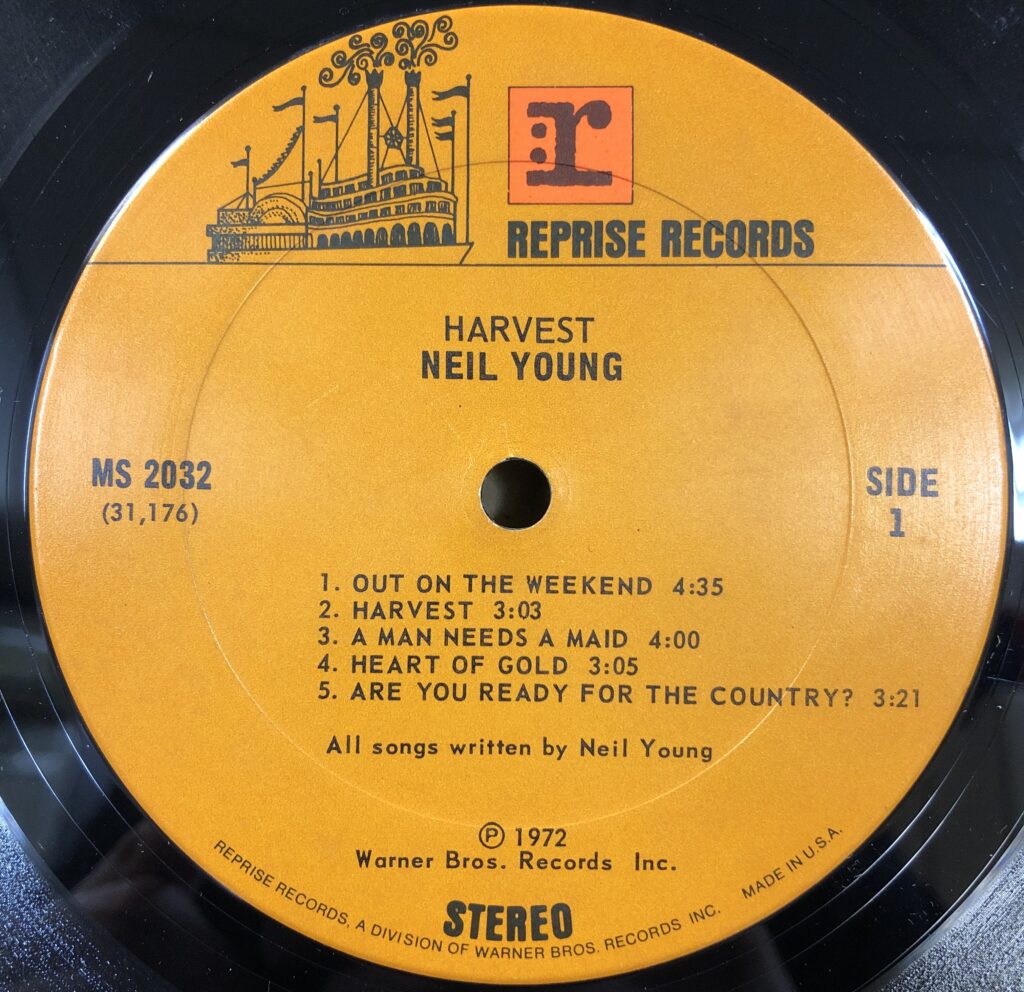 r
REPRISE RECORDS
HARVEST
NEIL YOUNG
MS 2032
(31,176)
SIDE
1
1. OUT ON THE WEEKEND 4:35
2. HARVEST 3:03
3. A MAN NEEDS A MAID 4:00
4. HEART OF GOLD 3:05
5. ARE YOU READY FOR THE COUNTRY? 3:21
All songs written by Neil Young
℗ 1972
Warner Bros. Records Inc.
STEREO
REPRISE RECORDS, A DIVISION OF WARNER BROS. RECORDS INC. MADE IN U.S.A.